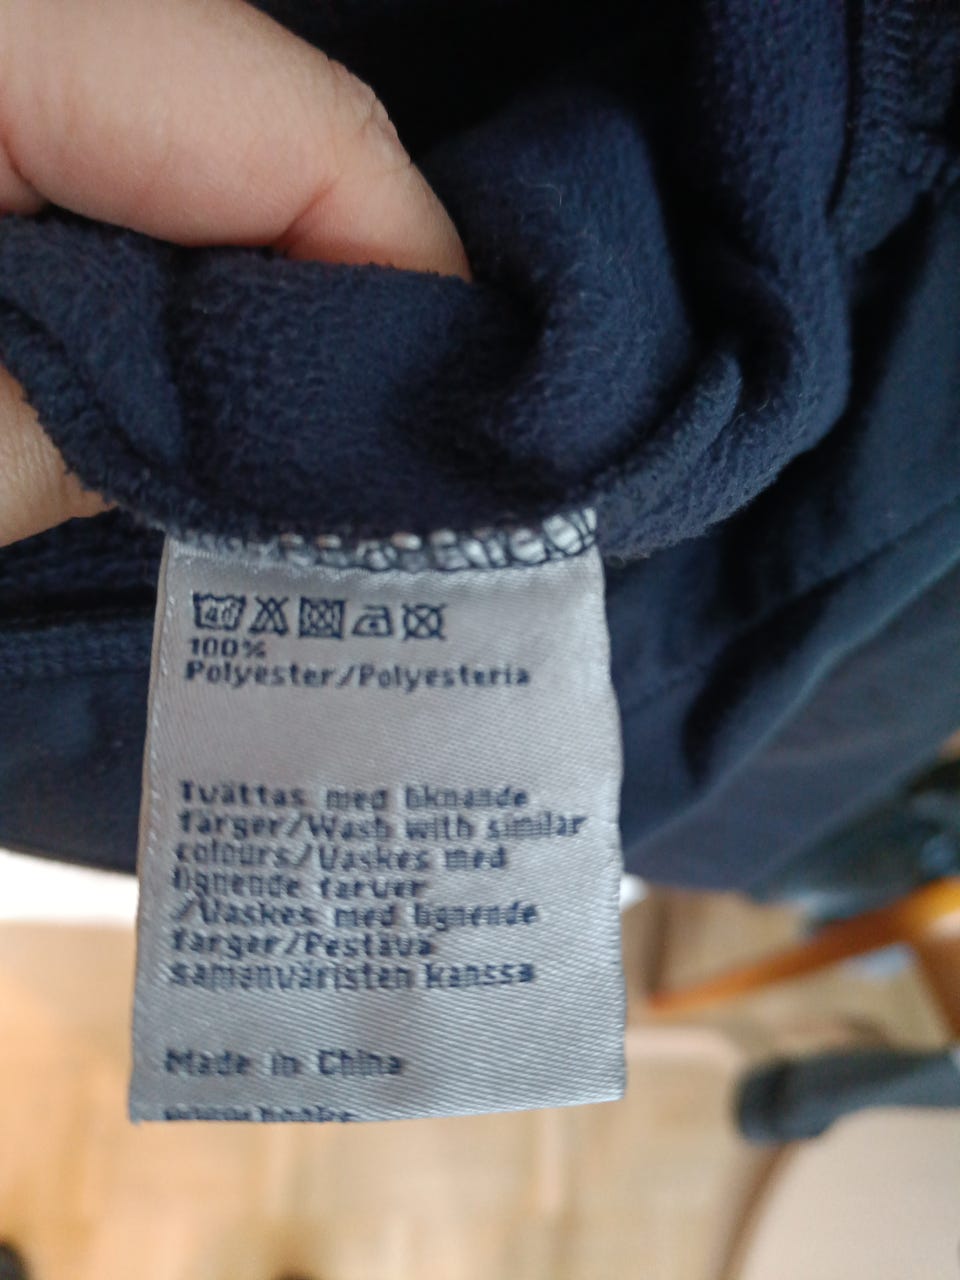 40
100%
Polyester/Polyesteria
Tvättas med liknande
färger/Wash with similar
colours/Vaskes med
lignende farver
/Vaskes med lignende
farger/Pestävä
samanväristen kanssa
Made in China